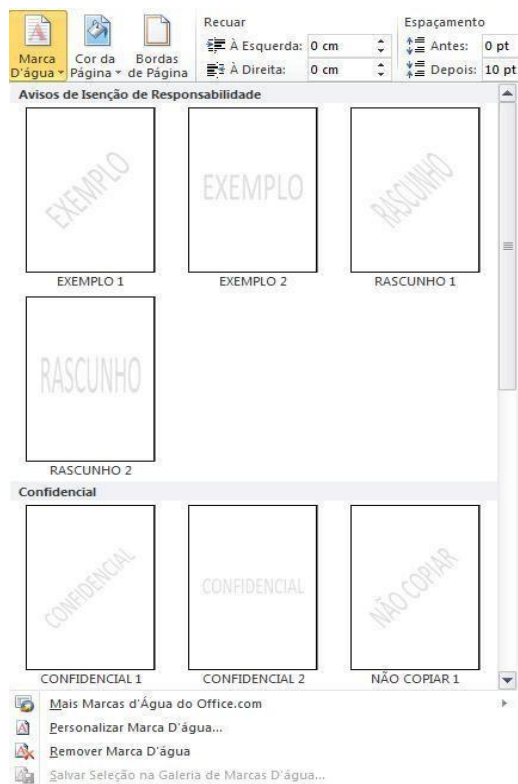 Marca D'água
Cor da Página
Bordas de Página
Recuar
À Esquerda: 0 cm
À Direita: 0 cm
Espaçamento
Antes: 0 pt
Depois: 10 pt
Avisos de Isenção de Responsabilidade
EXEMPLO
EXEMPLO
RASCUNHO
EXEMPLO 1
EXEMPLO 2
RASCUNHO 1
RASCUNHO
RASCUNHO 2
Confidencial
CONFIDENCIAL
CONFIDENCIAL
NÃO COPIAR
CONFIDENCIAL 1
CONFIDENCIAL 2
NÃO COPIAR 1
Mais Marcas d'Água do Office.com
Personalizar Marca D'água...
Remover Marca D'água
Salvar Seleção na Galeria de Marcas D'água...